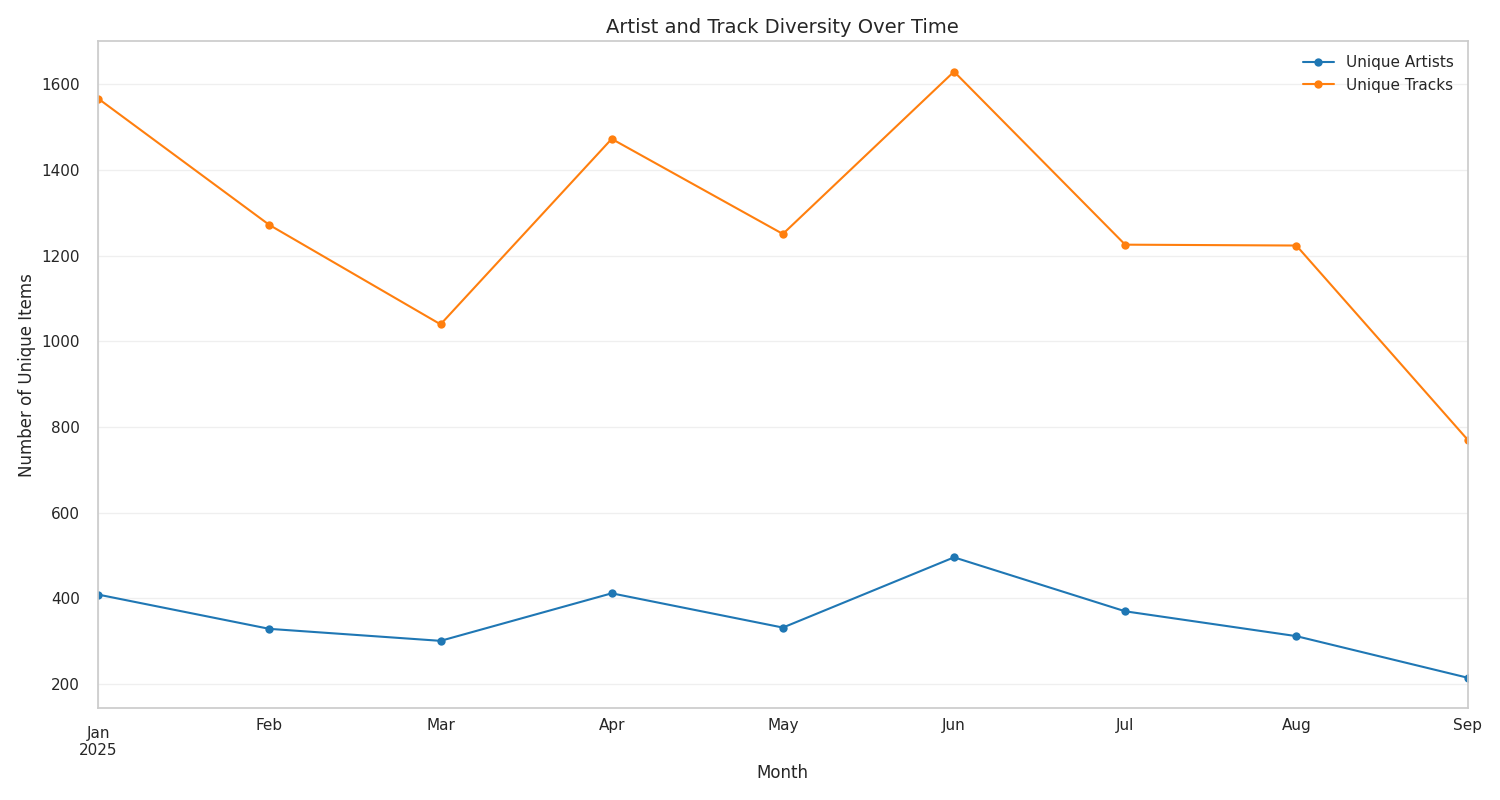 Artist and Track Diversity Over Time
Unique Artists
Unique Tracks
Number of Unique Items
1600
1400
1200
1000
800
600
400
200
Jan
2025
Feb
Mar
Apr
May
Jun
Jul
Aug
Sep
Month